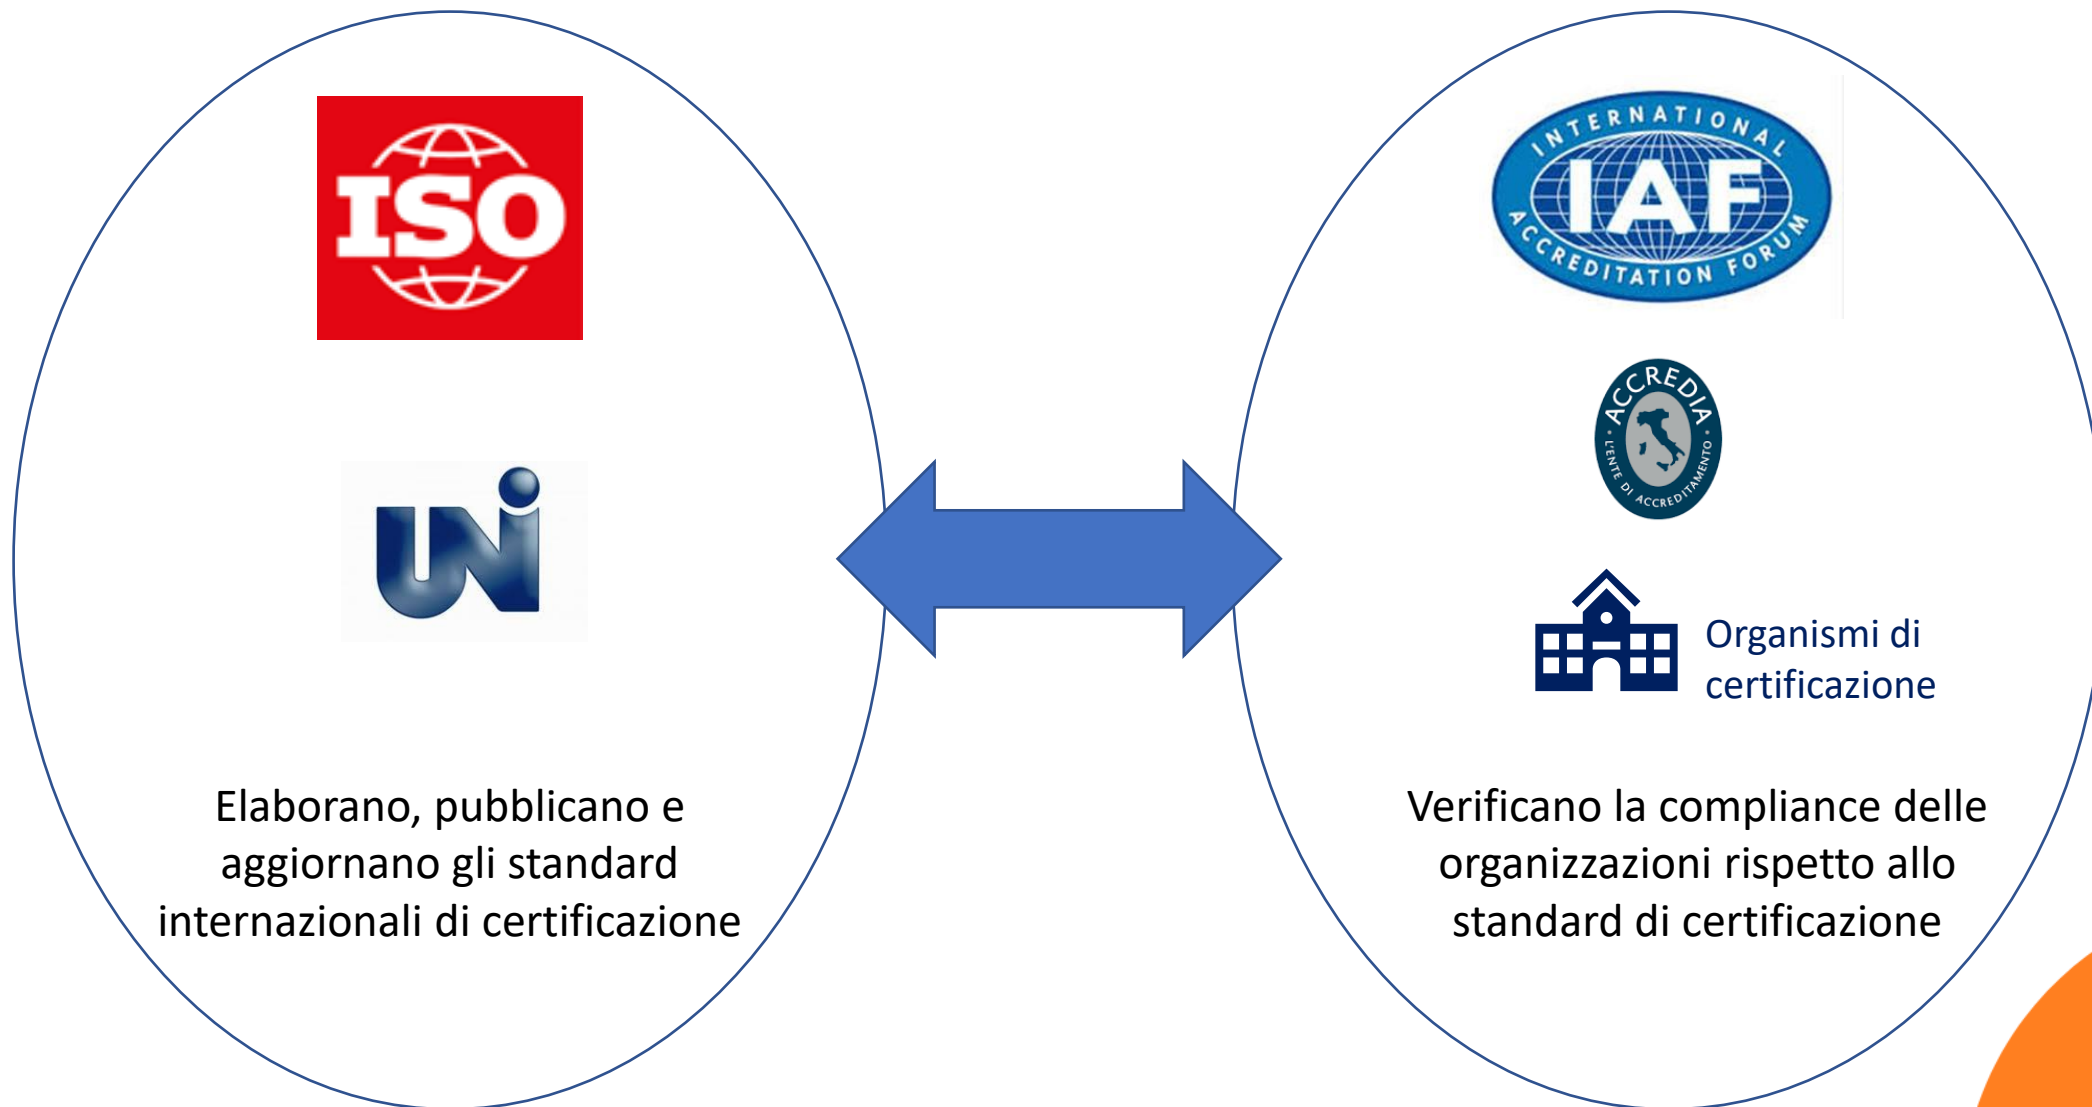 ISO
UNI
Elaborano, pubblicano e
aggiornano gli standard
internazionali di certificazione
INTERNATIONAL
IAF
ACCREDITATION FORUM
ACCREDIA
L'ENTE DI ACCREDITAMENTO
Organismi di
certificazione
Verificano la compliance delle
organizzazioni rispetto allo
standard di certificazione